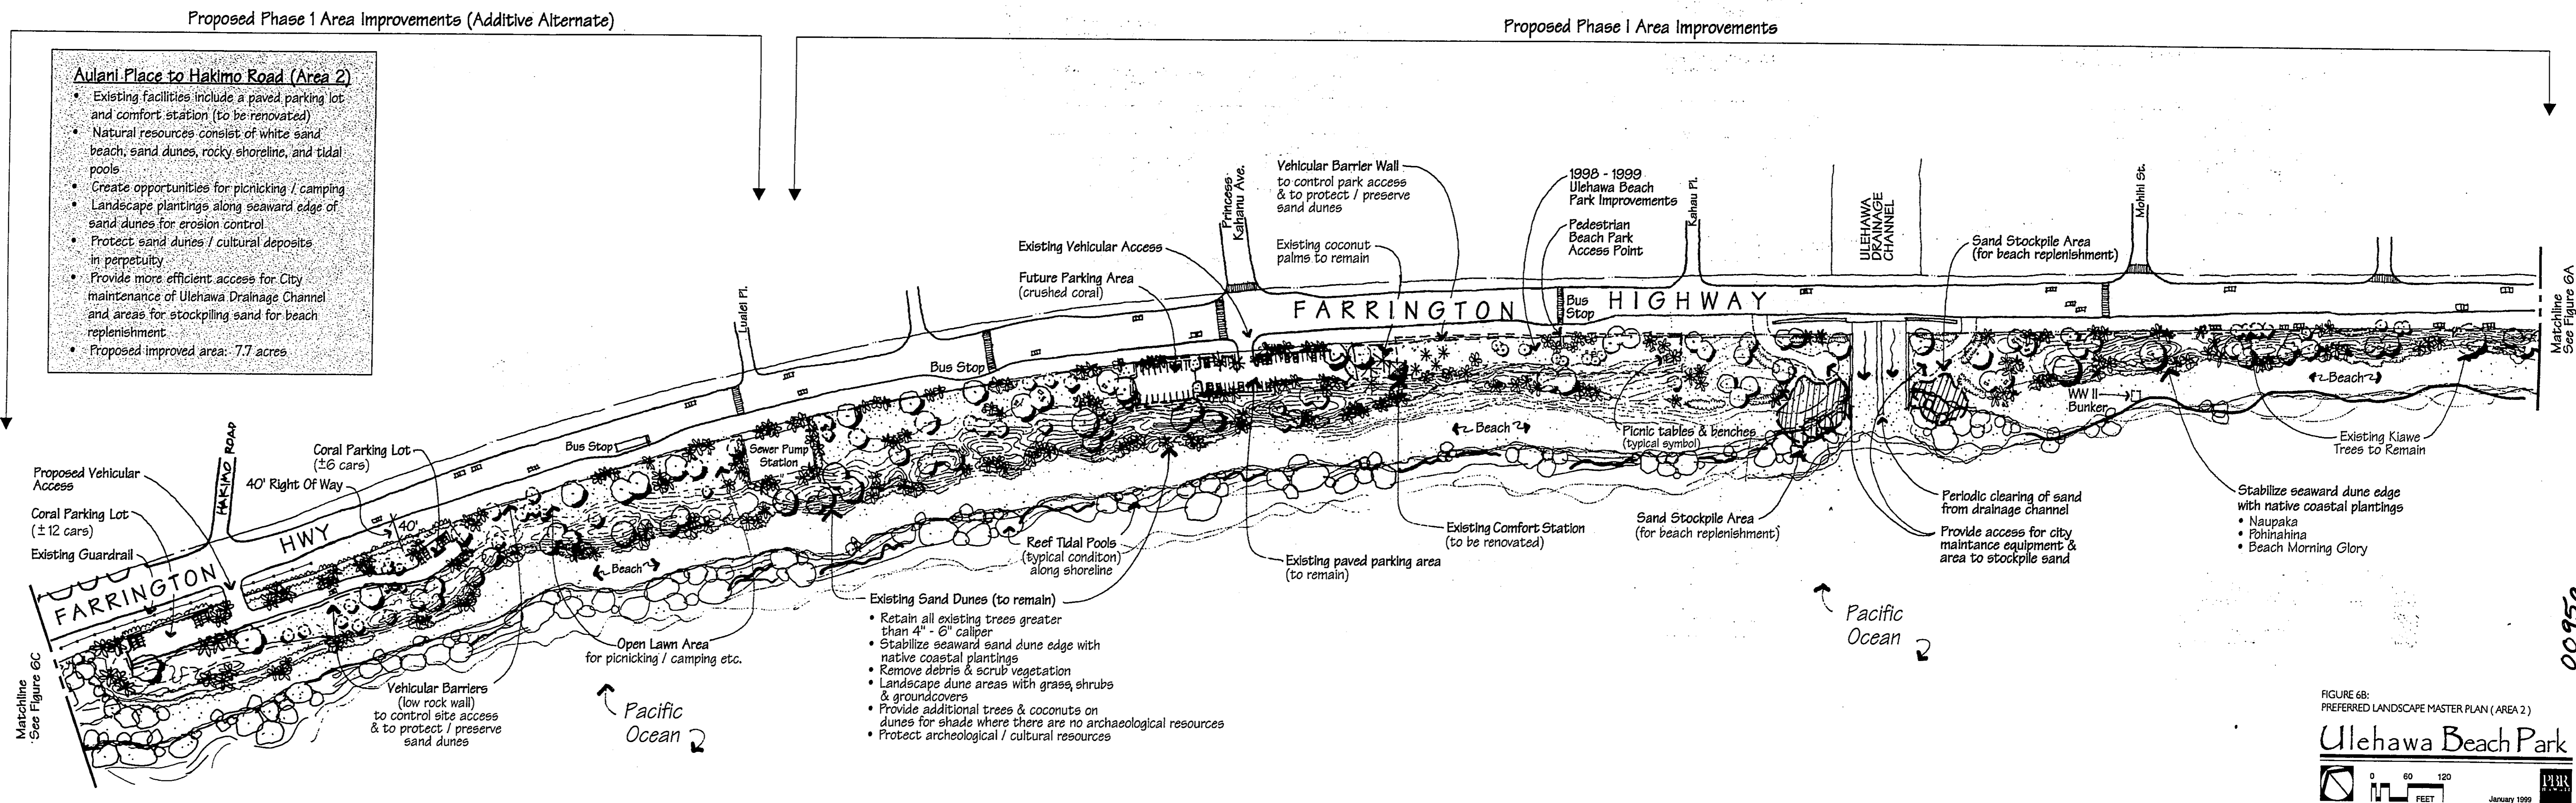 Proposed Phase 1 Area Improvements (Additive Alternate)
Proposed Phase I Area Improvements
Aulani Place to Hakimo Road (Area 2)
• Existing facilities include a paved parking lot
and comfort station (to be renovated)
• Natural resources consist of white sand
beach, sand dunes, rocky shoreline, and tidal
pools
• Create opportunities for picnicking / camping
• Landscape plantings along seaward edge of
sand dunes for erosion control
• Protect sand dunes / cultural deposits
in perpetuity
• Provide more efficient access for City
maintenance of Ulehawa Drainage Channel
and areas for stockpiling sand for beach
replenishment
• Proposed improved area: 7.7 acres
Princess
Kahanu Ave.
Vehicular Barrier Wall
to control park access
& to protect / preserve
sand dunes
1998 - 1999
Ulehawa Beach
Park Improvements
Pedestrian
Beach Park
Access Point
Kahau Pl.
ULEHAWA
DRAINAGE
CHANNEL
Mohihi St.
Sand Stockpile Area
(for beach replenishment)
Existing Vehicular Access
Existing coconut
palms to remain
Future Parking Area
(crushed coral)
Lualei Pl.
FARRINGTON HIGHWAY
Bus
Stop
Matchline
See Figure 6A
Bus Stop
Beach
WW II
Bunker
Picnic tables & benches
(typical symbol)
Beach
Existing Kiawe
Trees to Remain
Bus Stop
Sewer Pump
Station
HAKIMO ROAD
Coral Parking Lot
(±6 cars)
Proposed Vehicular
Access
40' Right Of Way
Coral Parking Lot
(±12 cars)
40'
HWY
Existing Guardrail
FARRINGTON
Beach
Reef Tidal Pools
(typical conditon)
along shoreline
Existing Comfort Station
(to be renovated)
Existing paved parking area
(to remain)
Sand Stockpile Area
(for beach replenishment)
Periodic clearing of sand
from drainage channel
Provide access for city
maintance equipment &
area to stockpile sand
Stabilize seaward dune edge
with native coastal plantings
• Naupaka
• Pohinahina
• Beach Morning Glory
Existing Sand Dunes (to remain)
• Retain all existing trees greater
than 4" - 6" caliper
• Stabilize seaward sand dune edge with
native coastal plantings
• Remove debris & scrub vegetation
• Landscape dune areas with grass, shrubs
& groundcovers
• Provide additional trees & coconuts on
dunes for shade where there are no archaeological resources
• Protect archeological / cultural resources
Open Lawn Area
for picnicking / camping etc.
Vehicular Barriers
(low rock wall)
to control site access
& to protect / preserve
sand dunes
Matchline
See Figure 6C
Pacific
Ocean
Pacific
Ocean
FIGURE 6B:
PREFERRED LANDSCAPE MASTER PLAN ( AREA 2 )
Ulehawa Beach Park
0 60 120
FEET
January 1999
PBR
HAWAII